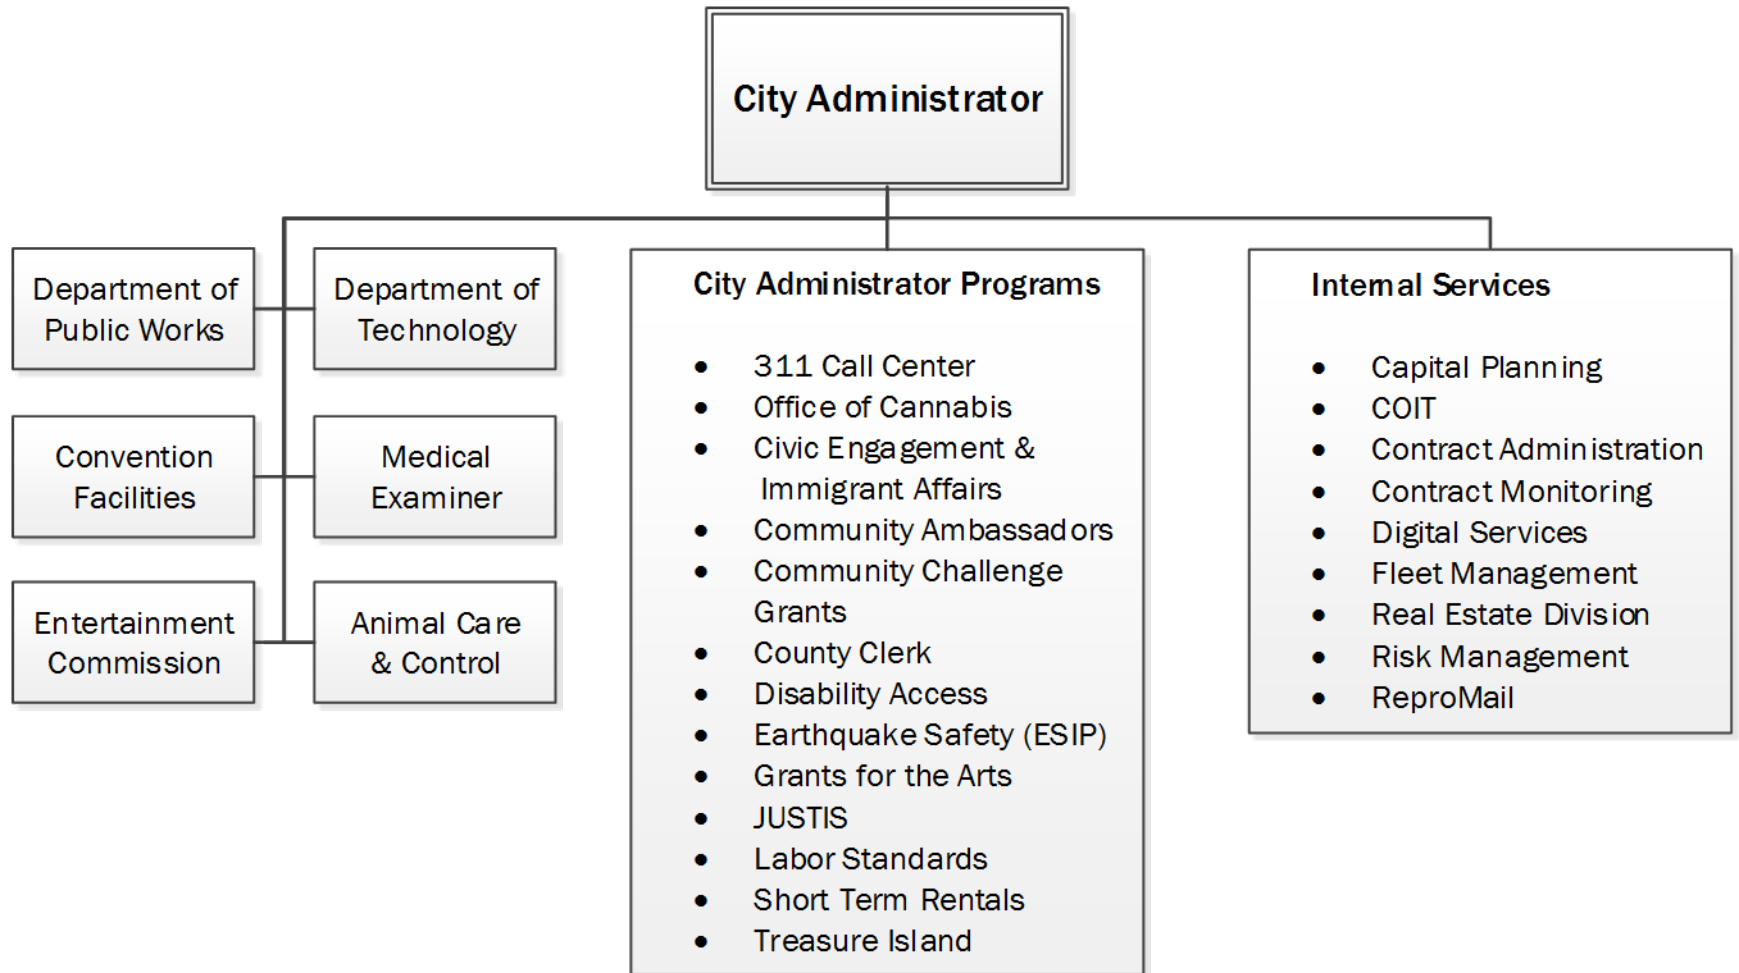 City Administrator
Department of
Public Works
Department of
Technology
Convention
Facilities
Medical
Examiner
Entertainment
Commission
Animal Care
& Control
City Administrator Programs
• 311 Call Center
• Office of Cannabis
• Civic Engagement &
Immigrant Affairs
• Community Ambassadors
• Community Challenge
Grants
• County Clerk
• Disability Access
• Earthquake Safety (ESIP)
• Grants for the Arts
• JUSTIS
• Labor Standards
• Short Term Rentals
• Treasure Island
Internal Services
• Capital Planning
• COIT
• Contract Administration
• Contract Monitoring
• Digital Services
• Fleet Management
• Real Estate Division
• Risk Management
• ReproMail